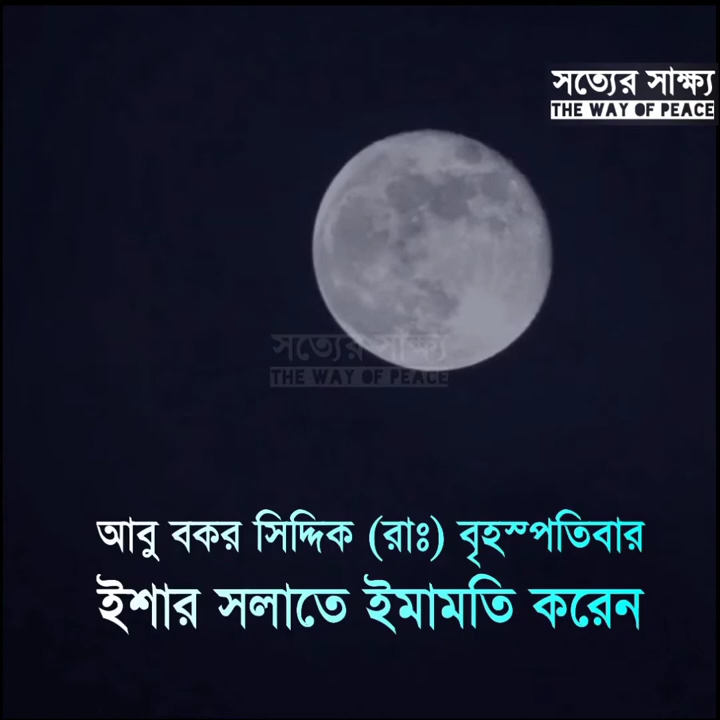 সত্যের সাক্ষ্য
THE WAY OF PEACE
সত্যের সাক্ষ্য
THE WAY OF PEACE
আবু বকর সিদ্দিক (রাঃ) বৃহস্পতিবার
ইশার সলাতে ইমামতি করেন